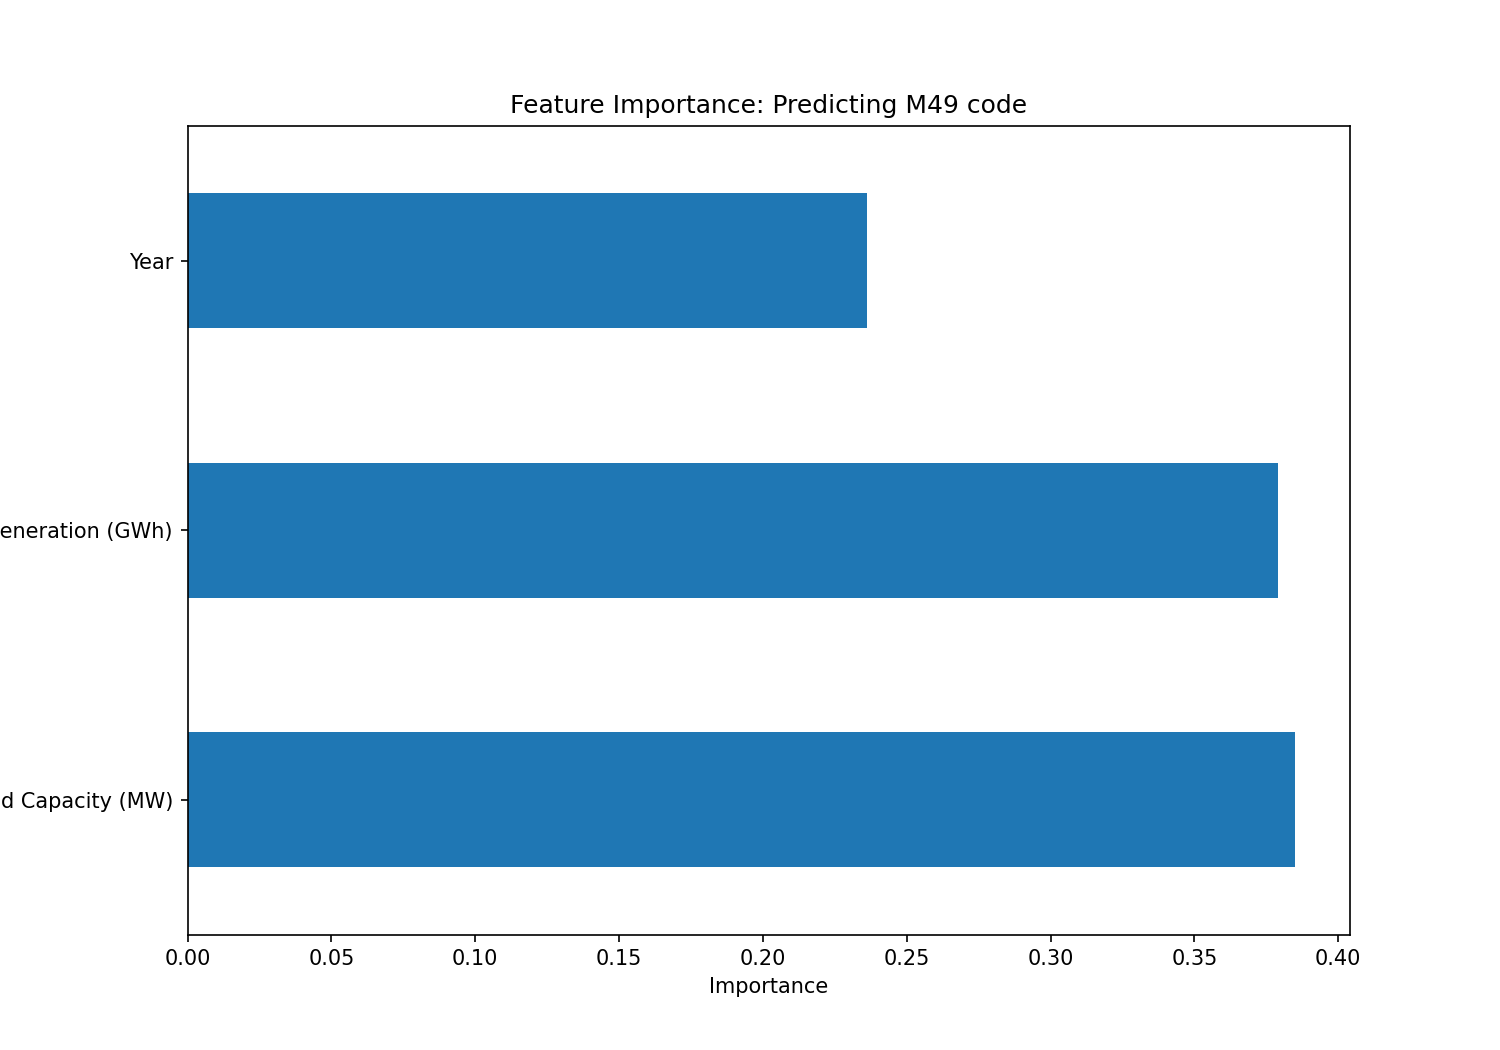 Feature Importance: Predicting M49 code
Year
eneration (GWh)
d Capacity (MW)
0.00 0.05 0.10 0.15 0.20 0.25 0.30 0.35 0.40
Importance